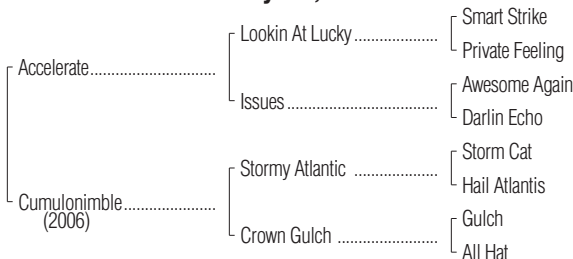 Smart Strike
Lookin At Lucky
Private Feeling
Accelerate
Awesome Again
Issues
Darlin Echo
Storm Cat
Stormy Atlantic
Hail Atlantis
Cumulonimble
(2006)
Gulch
Crown Gulch
All Hat